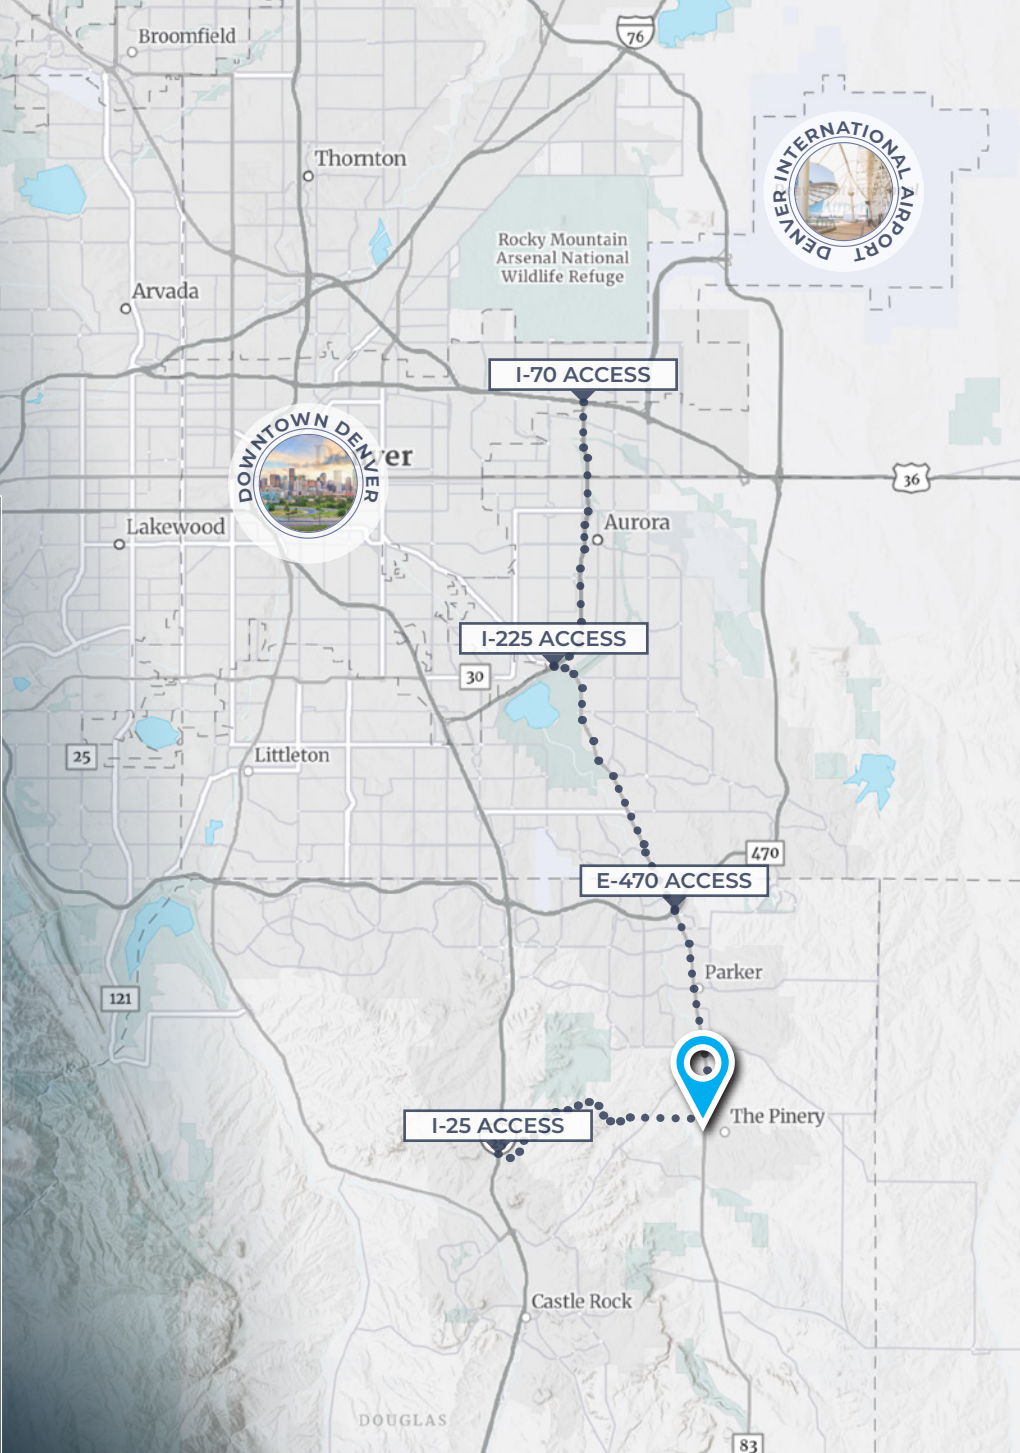 76
Broomfield
Thornton
DENVER INTERNATIONAL AIRPORT
Rocky Mountain
Arsenal National
Wildlife Refuge
Arvada
I-70 ACCESS
DOWNTOWN DENVER
ver
36
Lakewood
Aurora
I-225 ACCESS
30
25
Littleton
470
E-470 ACCESS
Parker
121
The Pinery
I-25 ACCESS
Castle Rock
DOUGLAS
83